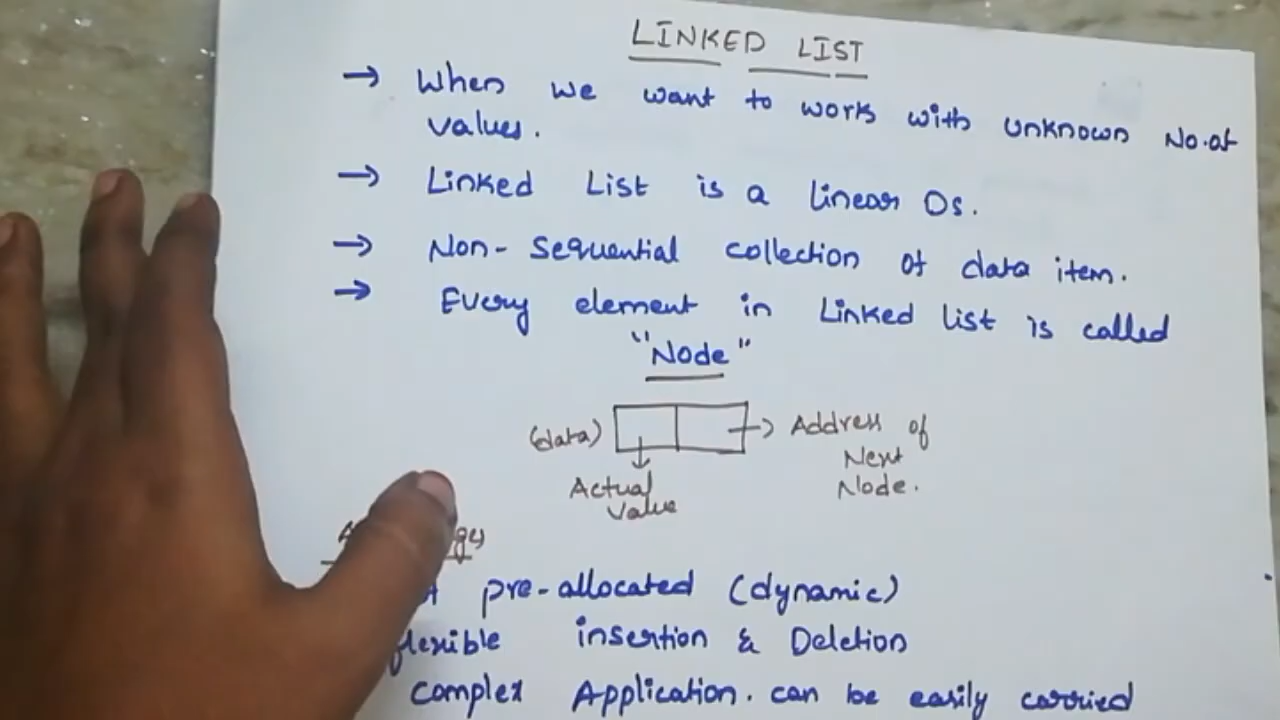 LINKED LIST
→ When we want to work with unknown No.of
values.
→ Linked List is a linear Ds.
→ Non-Sequential collection of data item.
→ Every element in Linked list is called
"Node"
(data) → Address of
Next
Node.
Actual
Value
pre-allocated (dynamic)
flexible insertion & Deletion
complex Application. can be easily carried